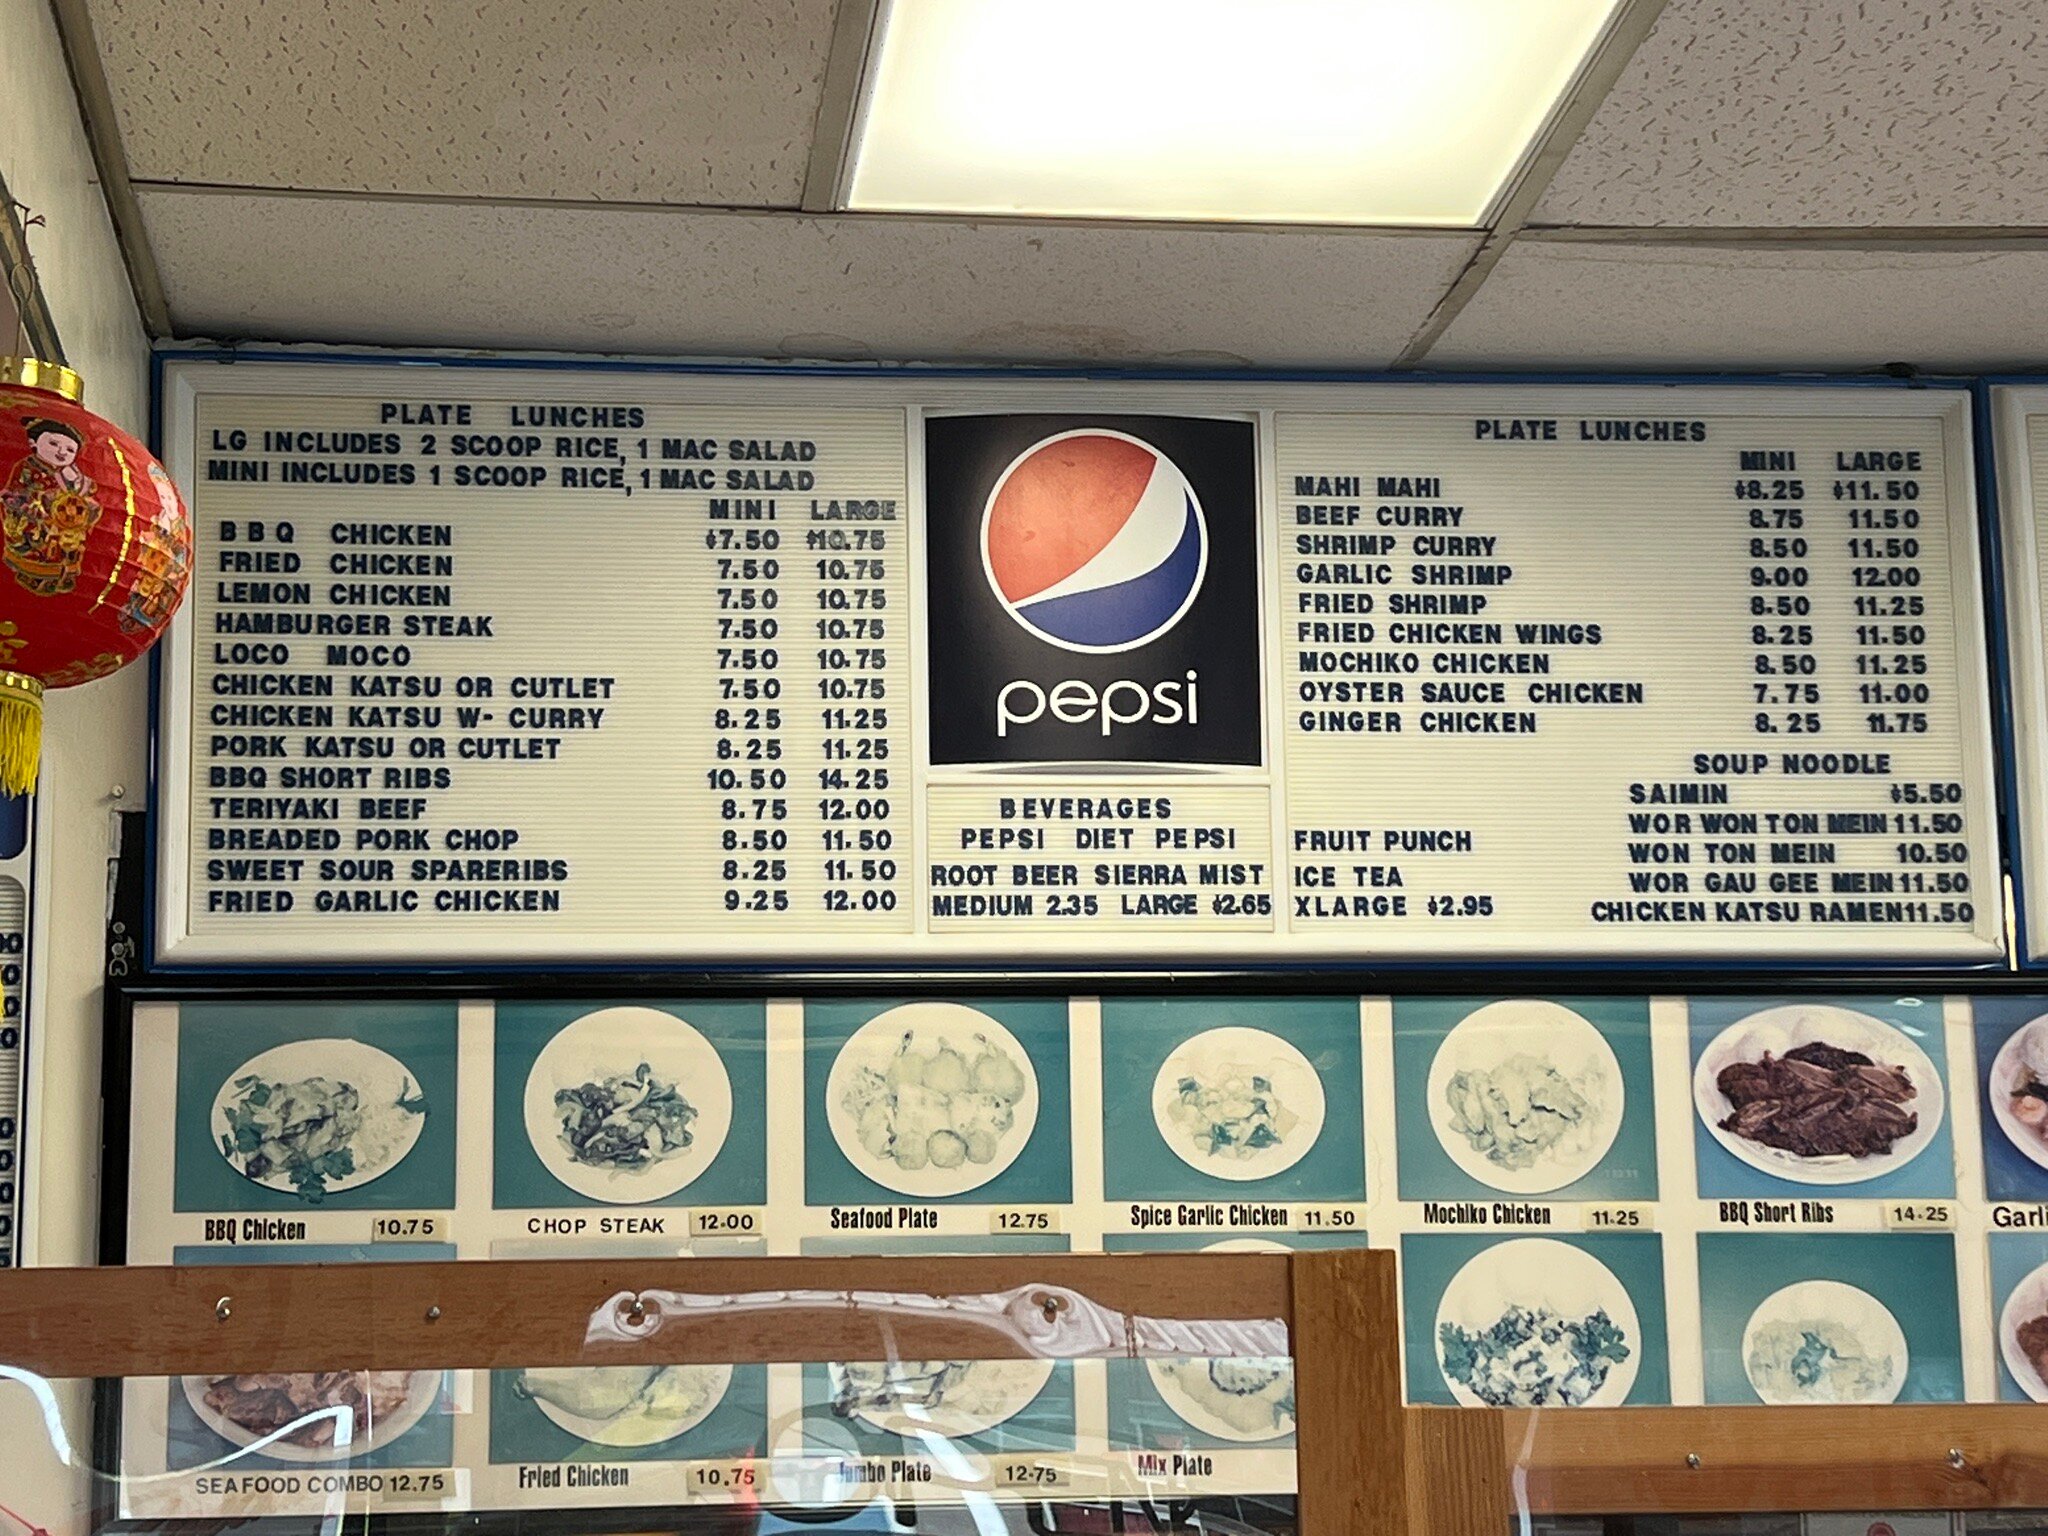 PLATE LUNCHES
LG INCLUDES 2 SCOOP RICE, 1 MAC SALAD
MINI INCLUDES 1 SCOOP RICE, 1 MAC SALAD
MINI LARGE
BBQ CHICKEN $7.50 $10.75
FRIED CHICKEN 7.50 10.75
LEMON CHICKEN 7.50 10.75
HAMBURGER STEAK 7.50 10.75
LOCO MOCO 7.50 10.75
CHICKEN KATSU OR CUTLET 7.50 10.75
CHICKEN KATSU W- CURRY 8.25 11.25
PORK KATSU OR CUTLET 8.25 11.25
BBQ SHORT RIBS 10.50 14.25
TERIYAKI BEEF 8.75 12.00
BREADED PORK CHOP 8.50 11.50
SWEET SOUR SPARERIBS 8.25 11.50
FRIED GARLIC CHICKEN 9.25 12.00
pepsi
BEVERAGES
PEPSI DIET PEPSI
ROOT BEER SIERRA MIST
MEDIUM 2.35 LARGE $2.65
PLATE LUNCHES
MINI LARGE
MAHI MAHI $8.25 $11.50
BEEF CURRY 8.75 11.50
SHRIMP CURRY 8.50 11.50
GARLIC SHRIMP 9.00 12.00
FRIED SHRIMP 8.50 11.25
FRIED CHICKEN WINGS 8.25 11.50
MOCHIKO CHICKEN 8.50 11.25
OYSTER SAUCE CHICKEN 7.75 11.00
GINGER CHICKEN 8.25 11.75
FRUIT PUNCH
ICE TEA
XLARGE $2.95
SOUP NOODLE
SAIMIN $5.50
WOR WON TON MEIN 11.50
WON TON MEIN 10.50
WOR GAU GEE MEIN 11.50
CHICKEN KATSU RAMEN 11.50
BBQ Chicken 10.75
CHOP STEAK 12.00
Seafood Plate 12.75
Spice Garlic Chicken 11.50
Mochiko Chicken 11.25
BBQ Short Ribs 14.25
Garli
SEAFOOD COMBO 12.75
Fried Chicken 10.75
Jumbo Plate 12.75
Mix Plate